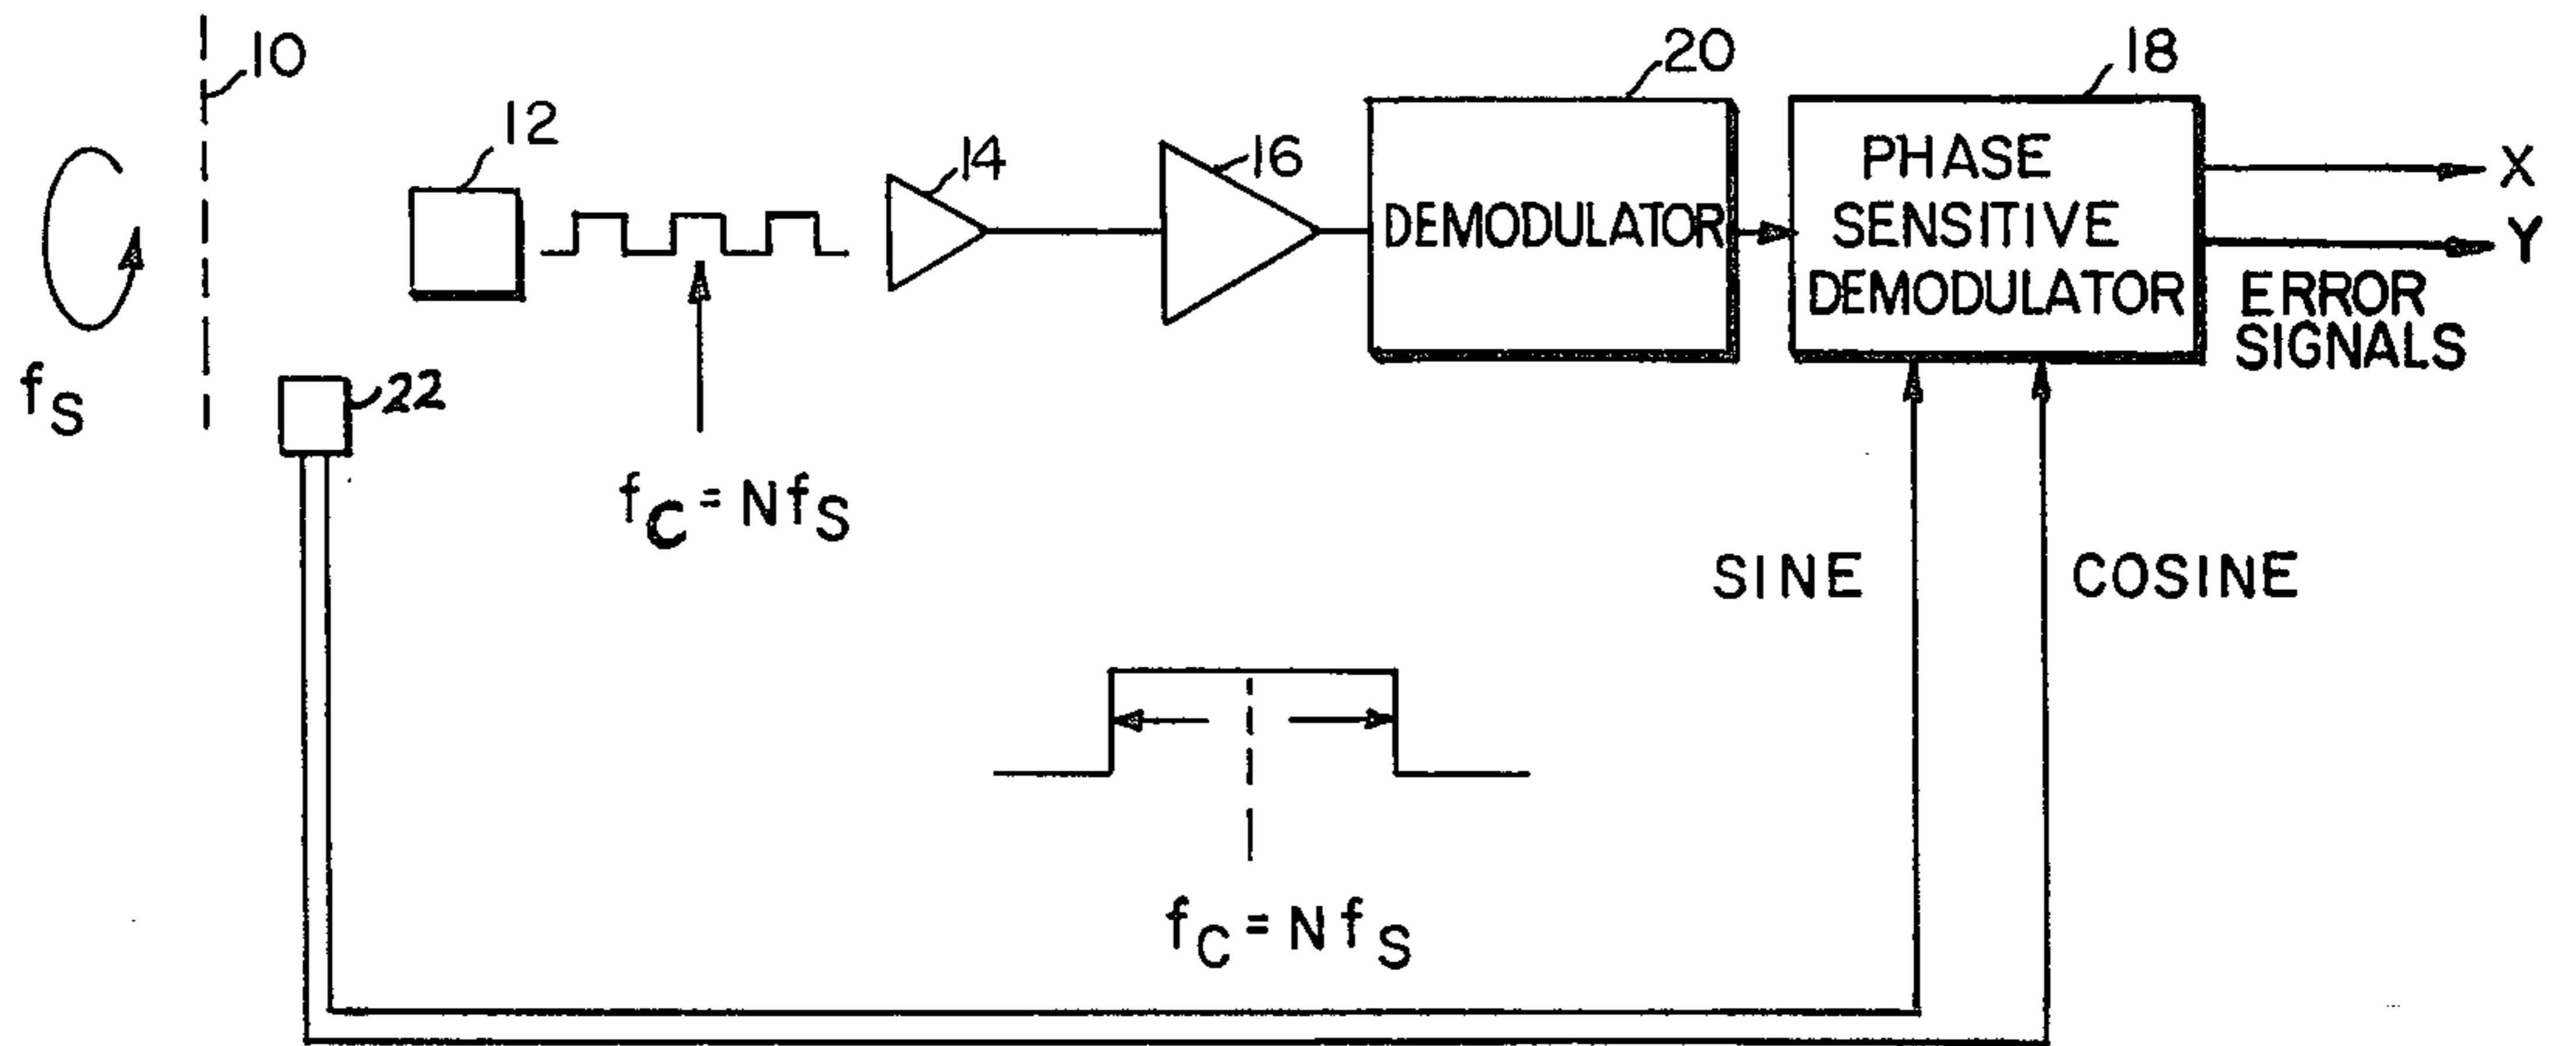 10
12
14
16
20
18
DEMODULATOR
PHASE
SENSITIVE
DEMODULATOR
X
Y
ERROR
SIGNALS
fS
22
fC = NfS
SINE
COSINE
fC = NfS